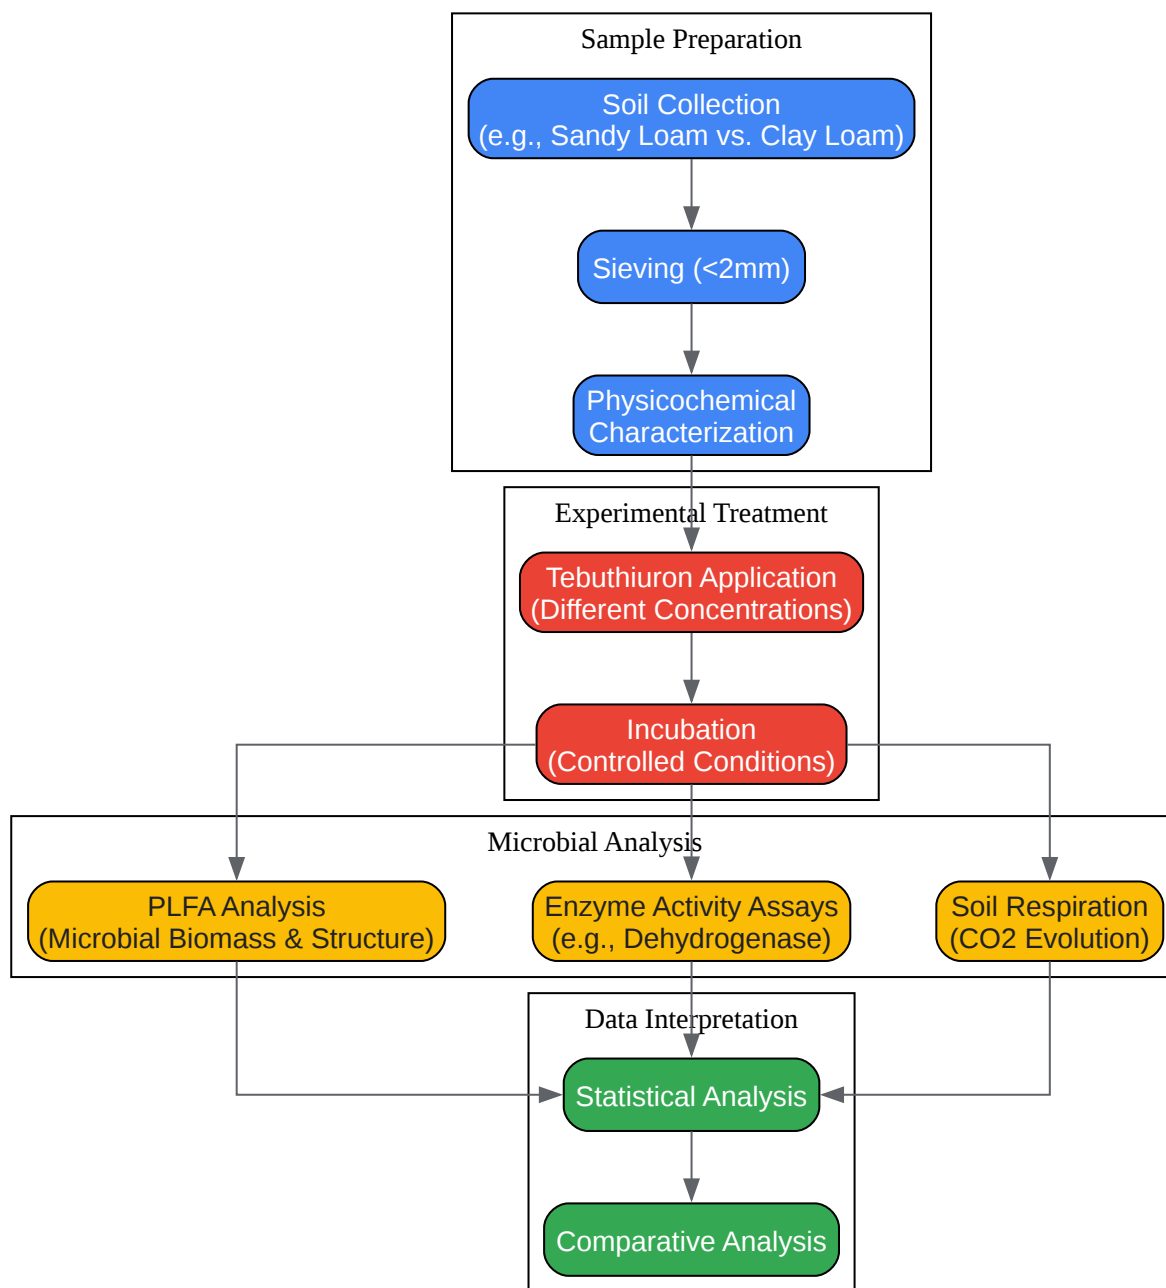 Sample Preparation
Soil Collection
(e.g., Sandy Loam vs. Clay Loam)
Sieving (<2mm)
Physicochemical
Characterization
Experimental Treatment
Tebuthiuron Application
(Different Concentrations)
Incubation
(Controlled Conditions)
Microbial Analysis
PLFA Analysis
(Microbial Biomass & Structure)
Enzyme Activity Assays
(e.g., Dehydrogenase)
Soil Respiration
(CO2 Evolution)
Data Interpretation
Statistical Analysis
Comparative Analysis